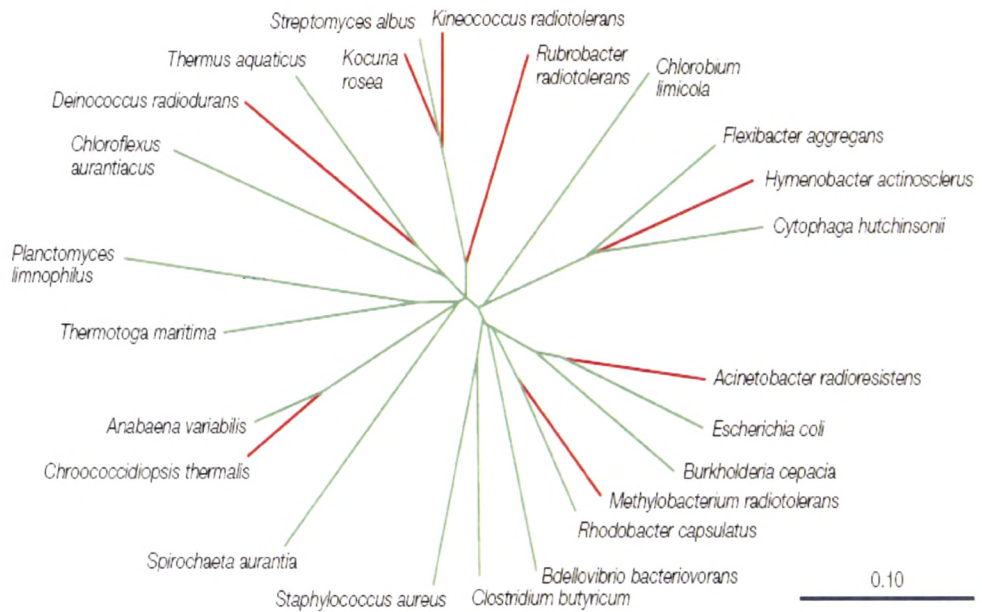 Streptomyces albus
Kineococcus radiotolerans
Kocuria
rosea
Rubrobacter
radiotolerans
Thermus aquaticus
Chlorobium
limicola
Deinococcus radiodurans
Flexibacter aggregans
Chloroflexus
aurantiacus
Hymenobacter actinosclerus
Cytophaga hutchinsonii
Planctomyces
limnophilus
Thermotoga maritima
Acinetobacter radioresistens
Anabaena variabilis
Escherichia coli
Chroococcidiopsis thermalis
Burkholderia cepacia
Methylobacterium radiotolerans
Rhodobacter capsulatus
Spirochaeta aurantia
Bdellovibrio bacteriovorans
Staphylococcus aureus
Clostridium butyricum
0.10